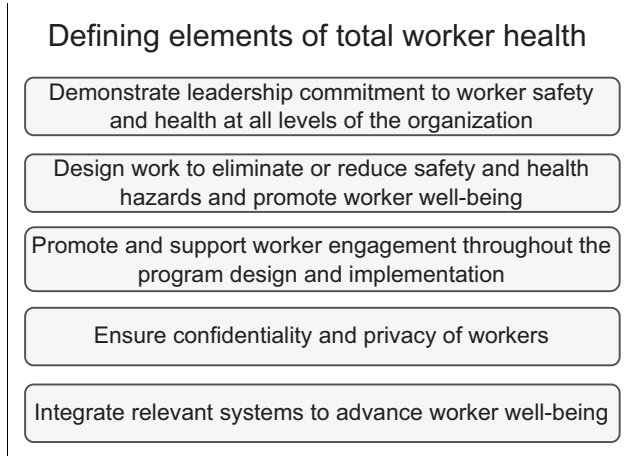 Defining elements of total worker health
Demonstrate leadership commitment to worker safety
and health at all levels of the organization
Design work to eliminate or reduce safety and health
hazards and promote worker well-being
Promote and support worker engagement throughout the
program design and implementation
Ensure confidentiality and privacy of workers
Integrate relevant systems to advance worker well-being